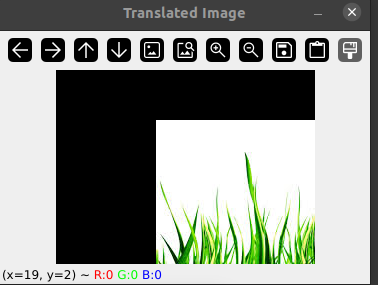 Translated Image
(x=19, y=2) ~ R:0 G:0 B:0